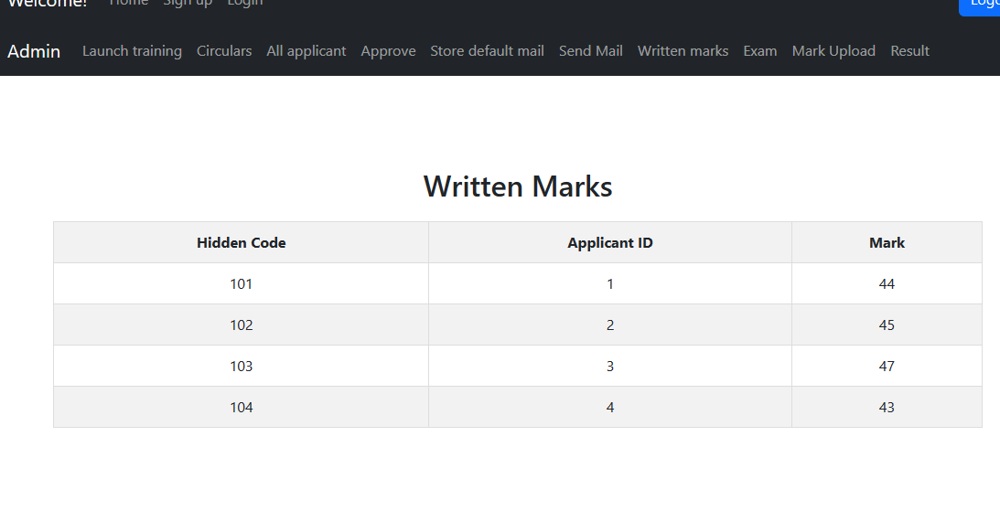 Welcome! Home Sign up Login
Admin Launch training Circulars All applicant Approve Store default mail Send Mail Written marks Exam Mark Upload Result
Written Marks
Hidden Code Applicant ID Mark
101 1 44
102 2 45
103 3 47
104 4 43